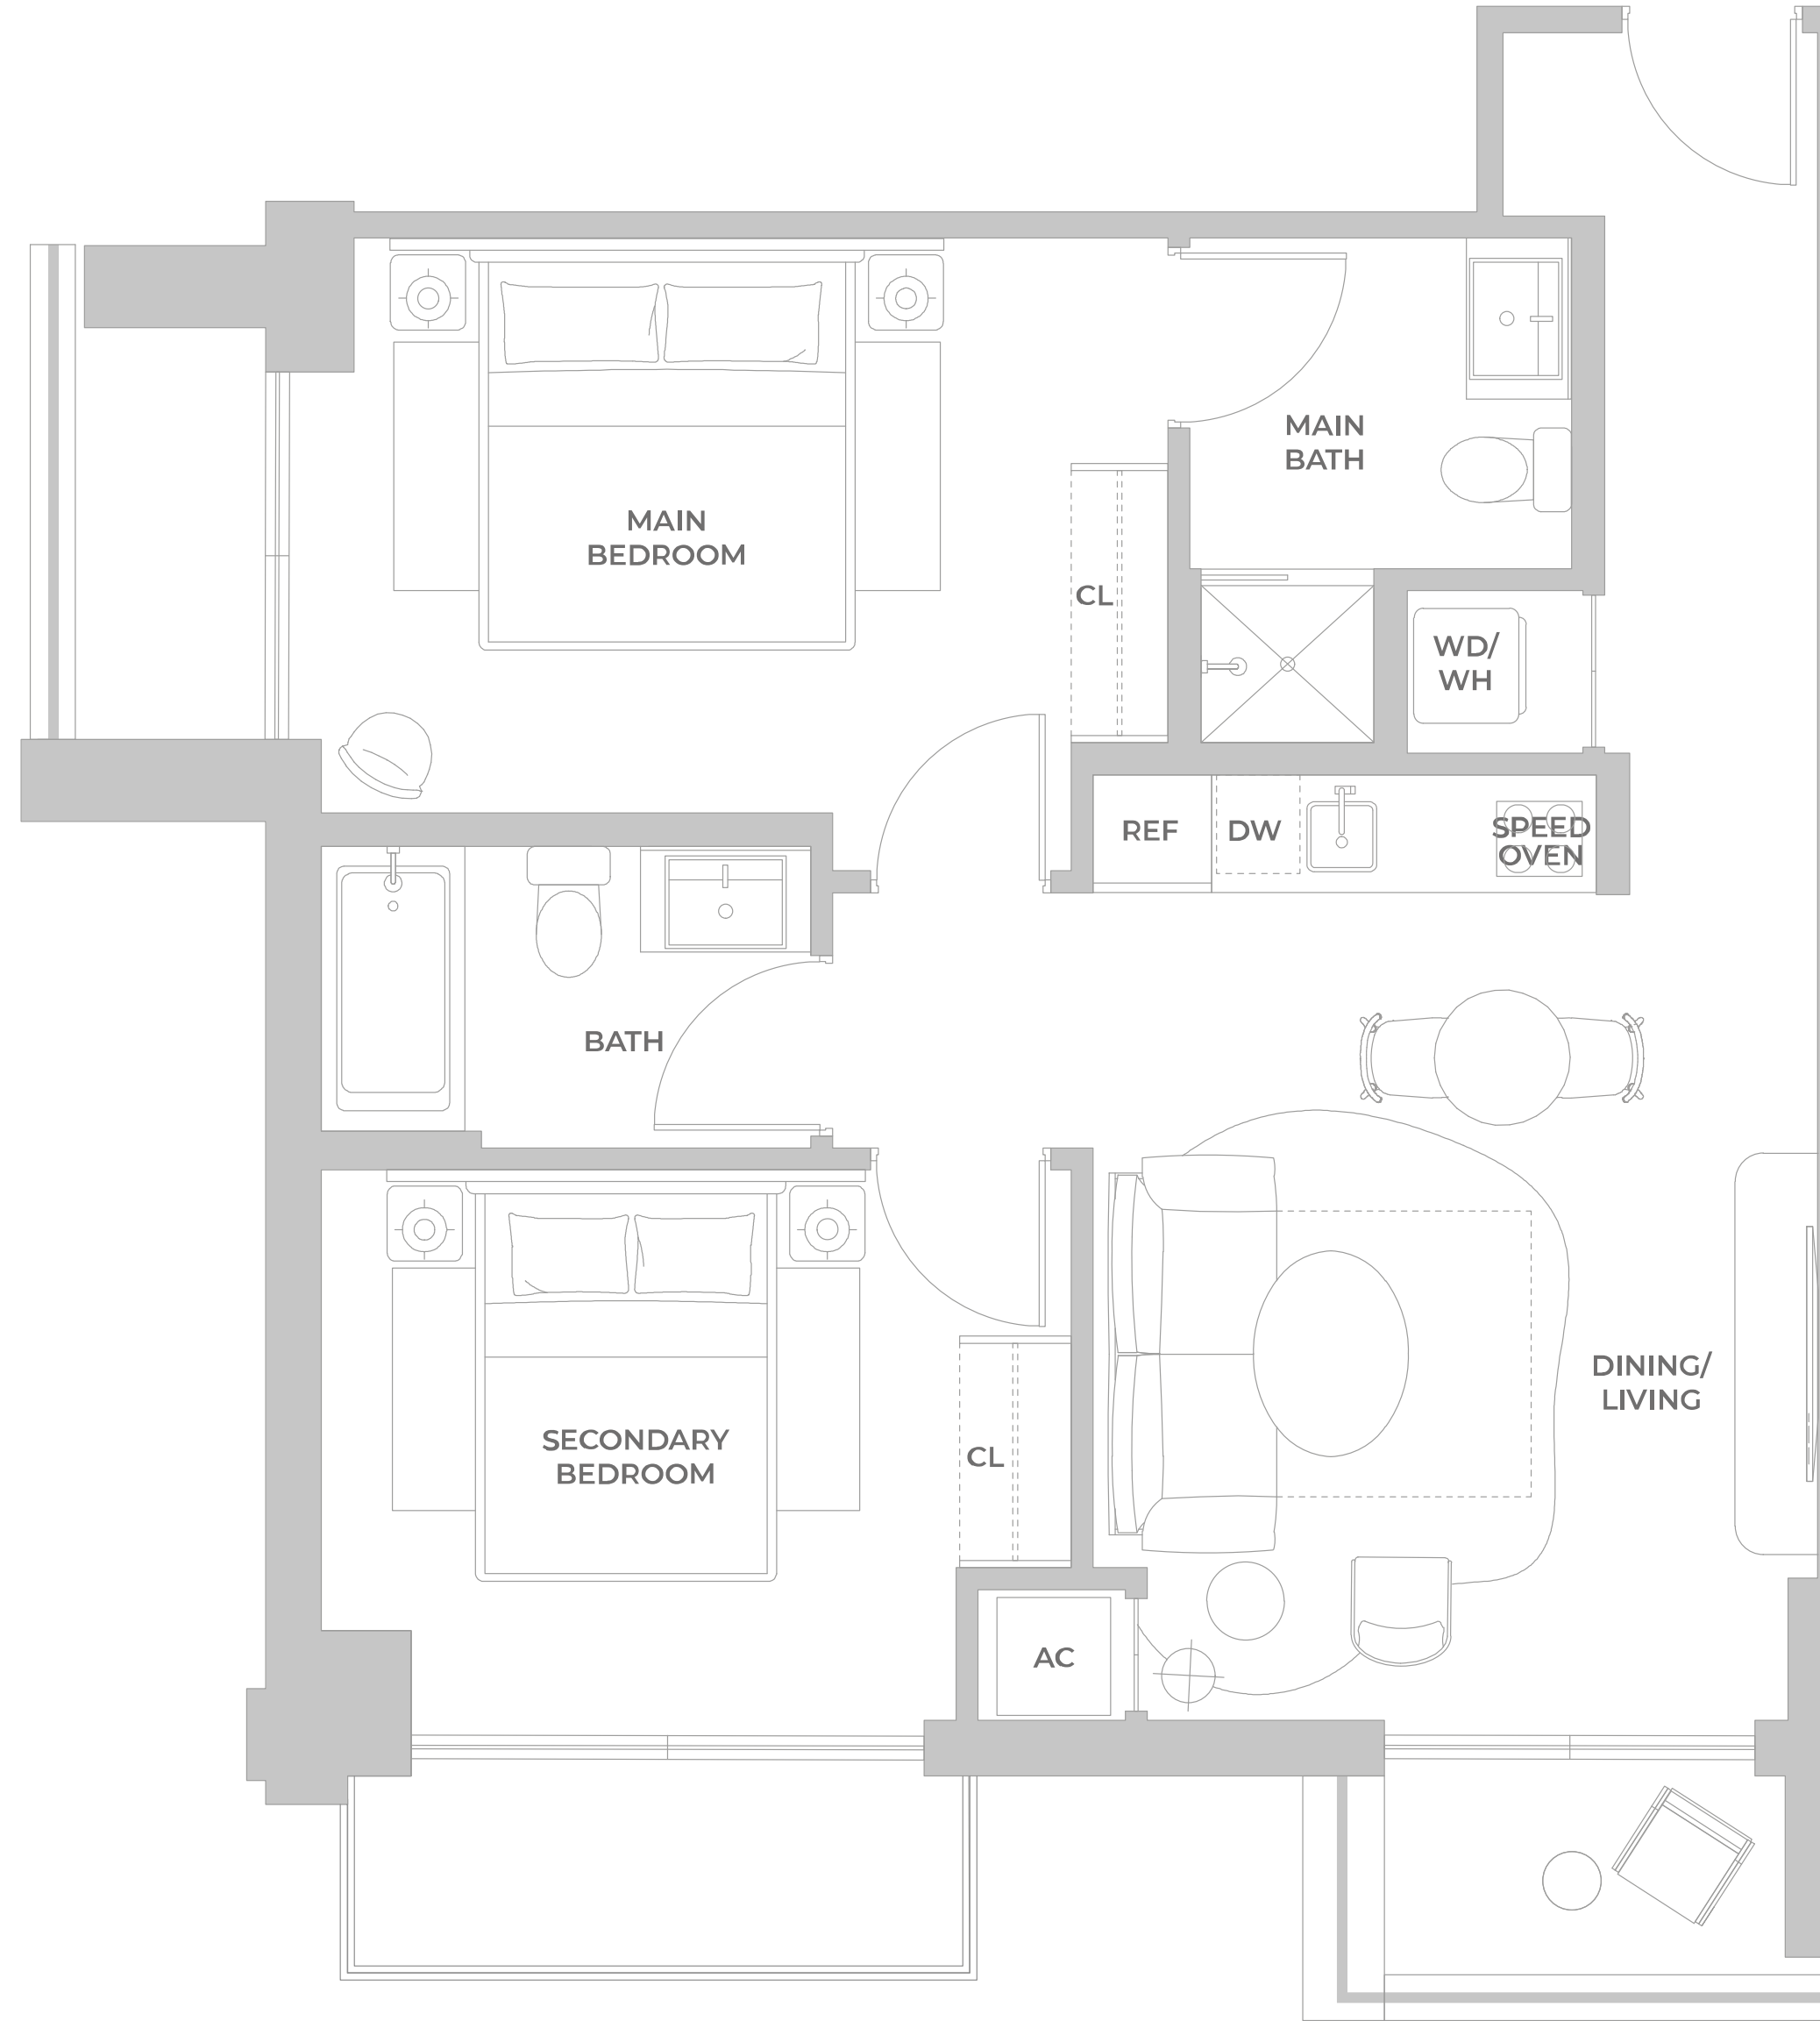 MAIN
BATH
MAIN
BEDROOM
CL
WD/
WH
REF
DW
SPEED
OVEN
BATH
DINING/
LIVING
SECONDARY
BEDROOM
CL
AC